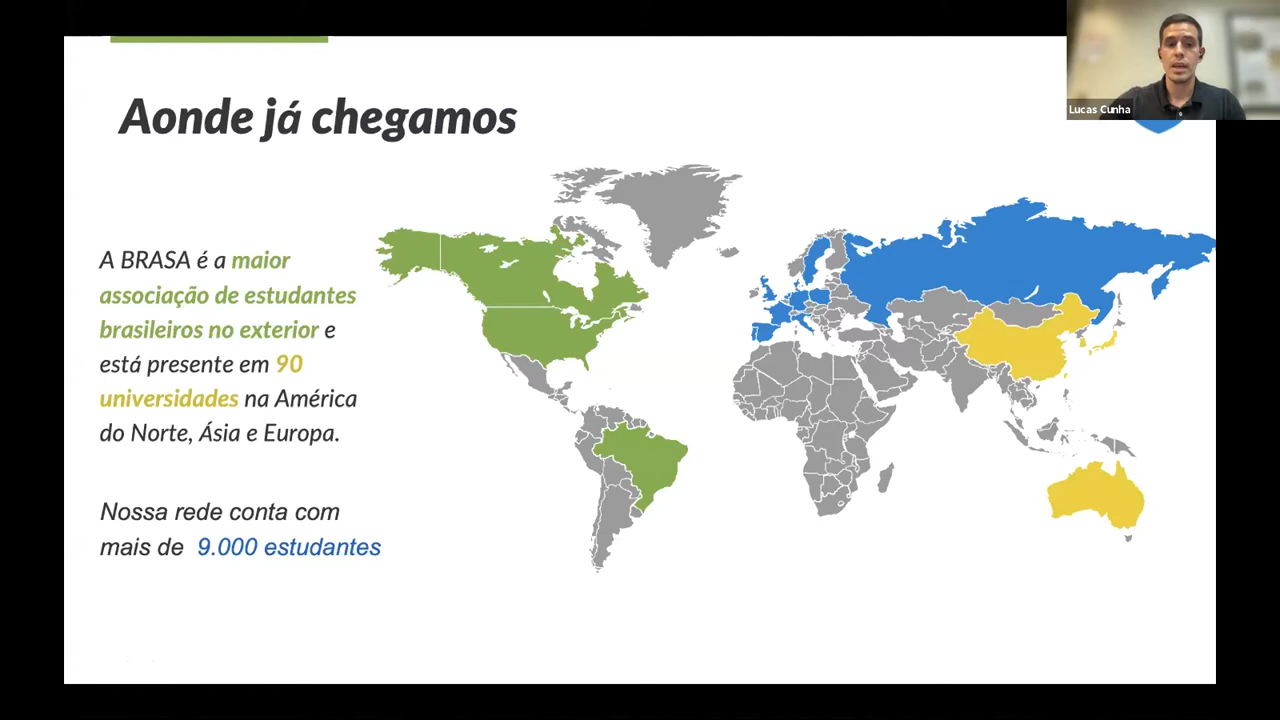 Lucas Cunha
Aonde já chegamos
A BRASA é a maior
associação de estudantes
brasileiros no exterior e
está presente em 90
universidades na América
do Norte, Ásia e Europa.
Nossa rede conta com
mais de 9.000 estudantes